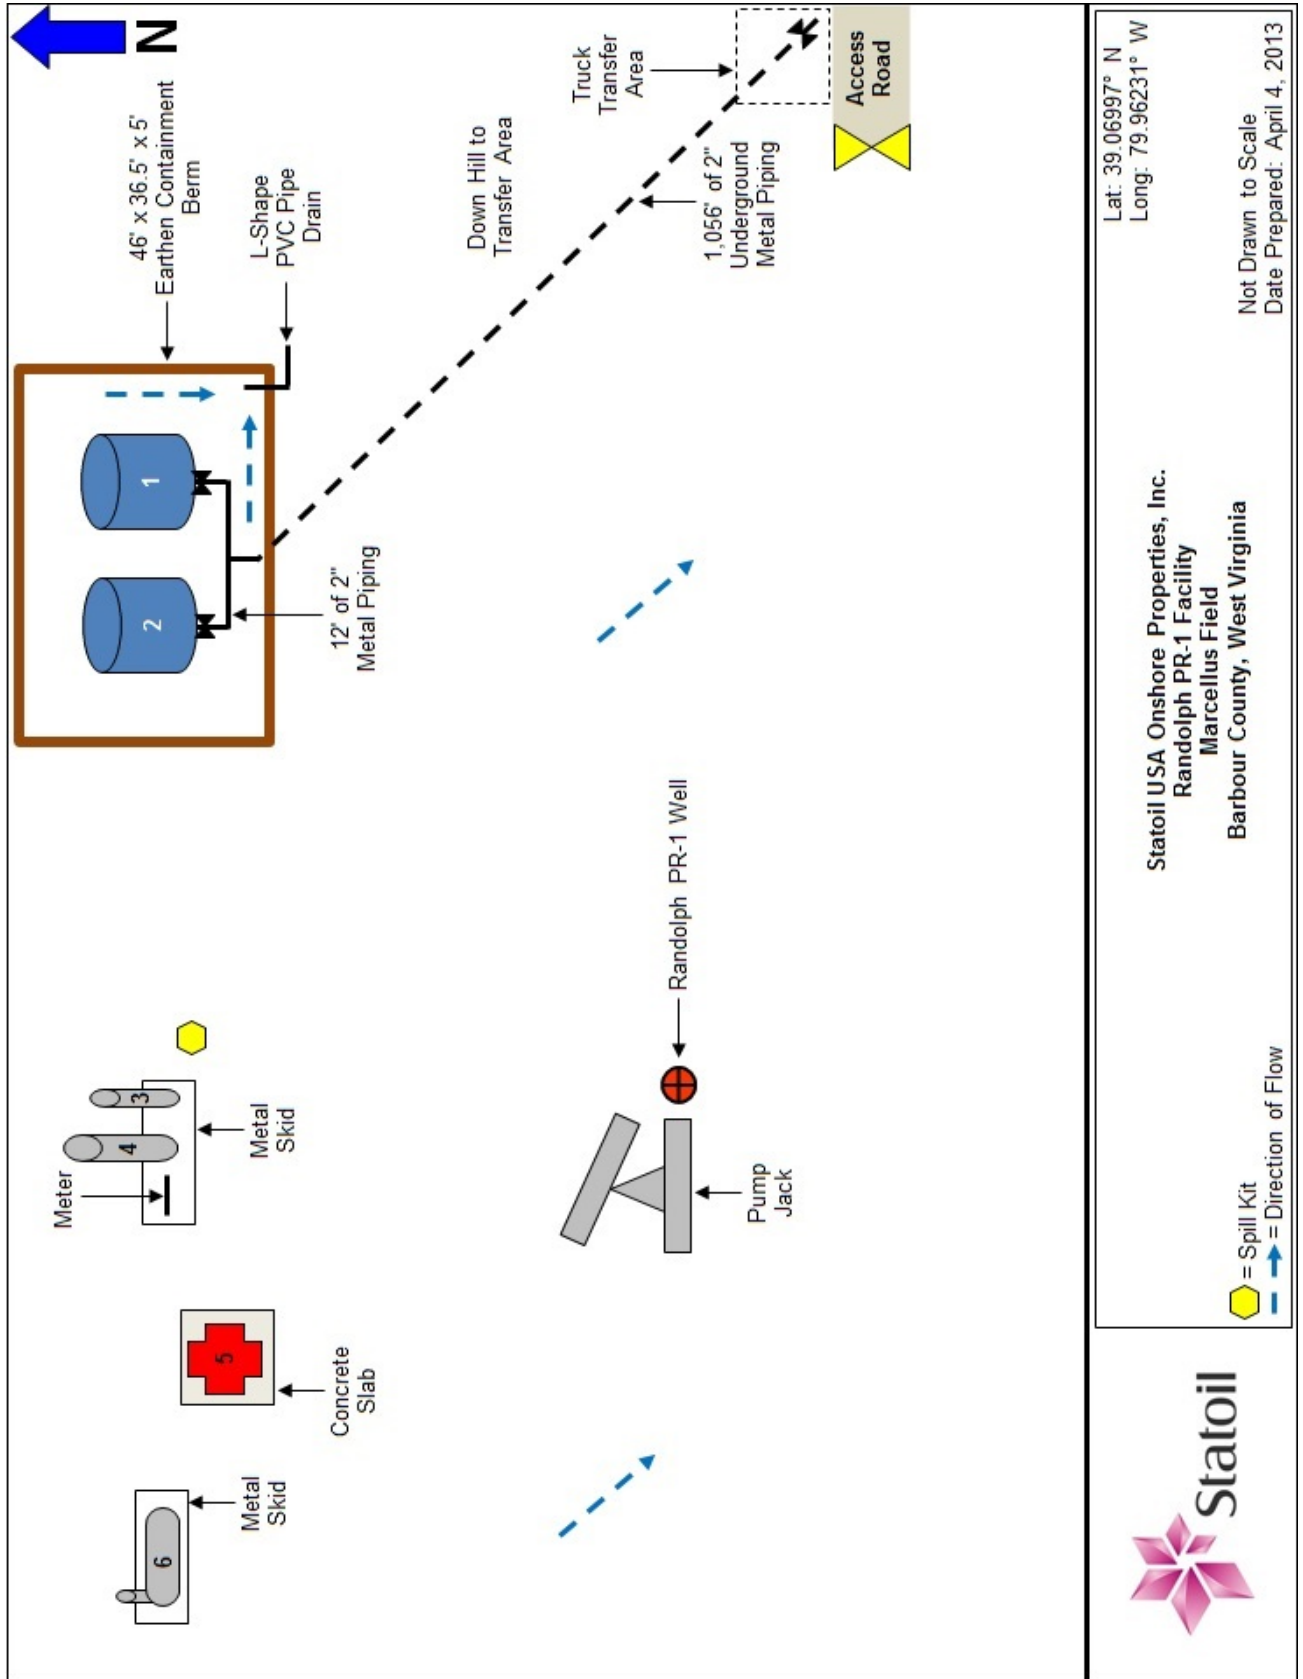 N
46' x 36.5' x 5'
Earthen Containment
Berm
L-Shape
PVC Pipe
Drain
Down Hill to
Transfer Area
Truck
Transfer
Area
Access
Road
1,056' of 2"
Underground
Metal Piping
1
2
12' of 2"
Metal Piping
3
4
Meter
Metal
Skid
5
Concrete
Slab
6
Metal
Skid
Randolph PR-1 Well
Pump
Jack
Statoil
= Spill Kit
= Direction of Flow
Statoil USA Onshore Properties, Inc.
Randolph PR-1 Facility
Marcellus Field
Barbour County, West Virginia
Lat: 39.06997° N
Long: 79.96231° W
Not Drawn to Scale
Date Prepared: April 4, 2013